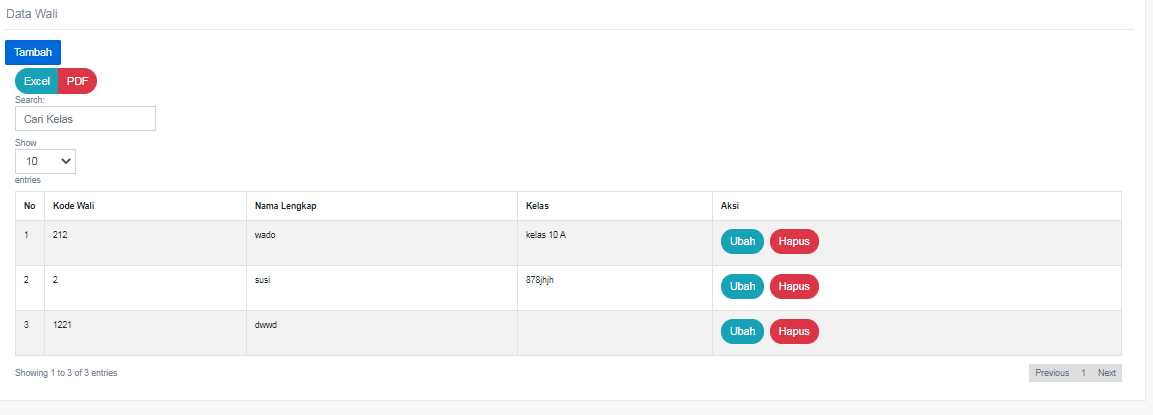 Data Wali
Tambah
Excel PDF
Search:
Cari Kelas
Show
10
entries
No Kode Wali Nama Lengkap Kelas Aksi
1 212 wado kelas 10 A Ubah Hapus
2 2 susi 878jhjh Ubah Hapus
3 1221 dwwd Ubah Hapus
Showing 1 to 3 of 3 entries Previous 1 Next